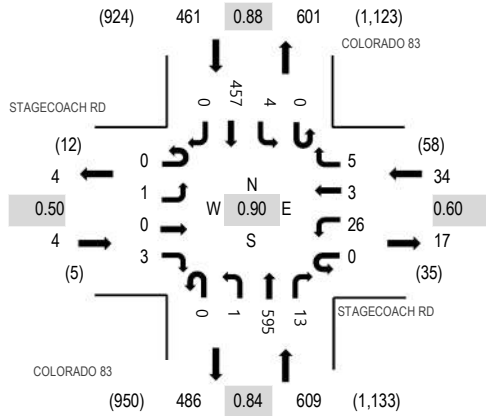 (924) 461 0.88 601 (1,123)
COLORADO 83
0 457 4 0
STAGECOACH RD
(12) 0 5 (58)
4 1 3 34
N
0.50 W 0.90 E 0.60
0 26
S
4 3 0 17
(5) (35)
0 1 595 13
STAGECOACH RD
COLORADO 83
(950) 486 0.84 609 (1,133)